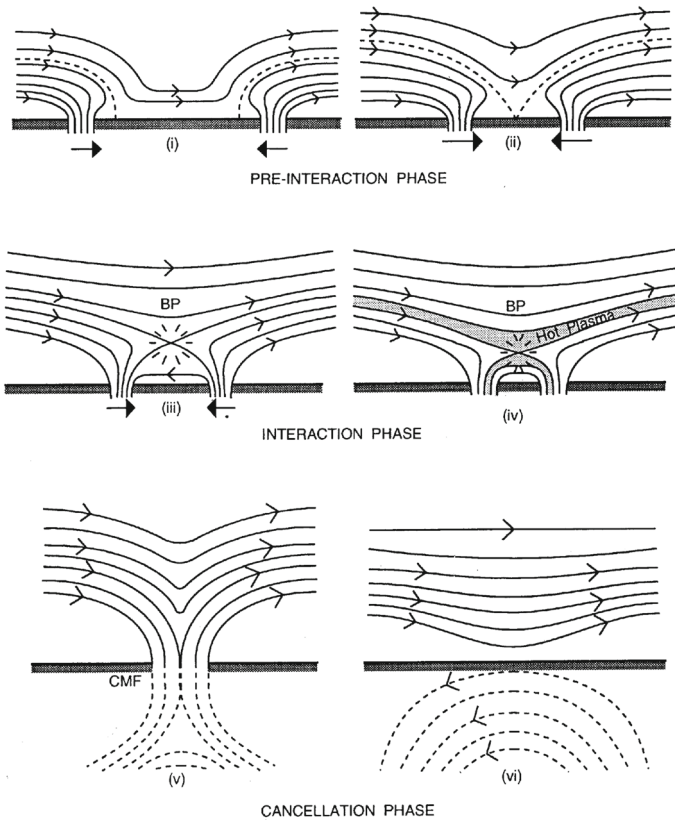 (i)
(ii)
PRE-INTERACTION PHASE
BP
BP
Hot Plasma
(iii)
(iv)
INTERACTION PHASE
CMF
(v)
(vi)
CANCELLATION PHASE